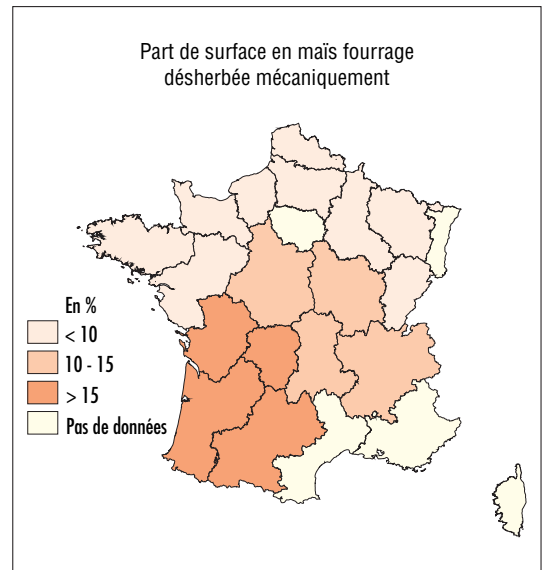 Part de surface en maïs fourrage
désherbée mécaniquement
En %
< 10
10 - 15
> 15
Pas de données